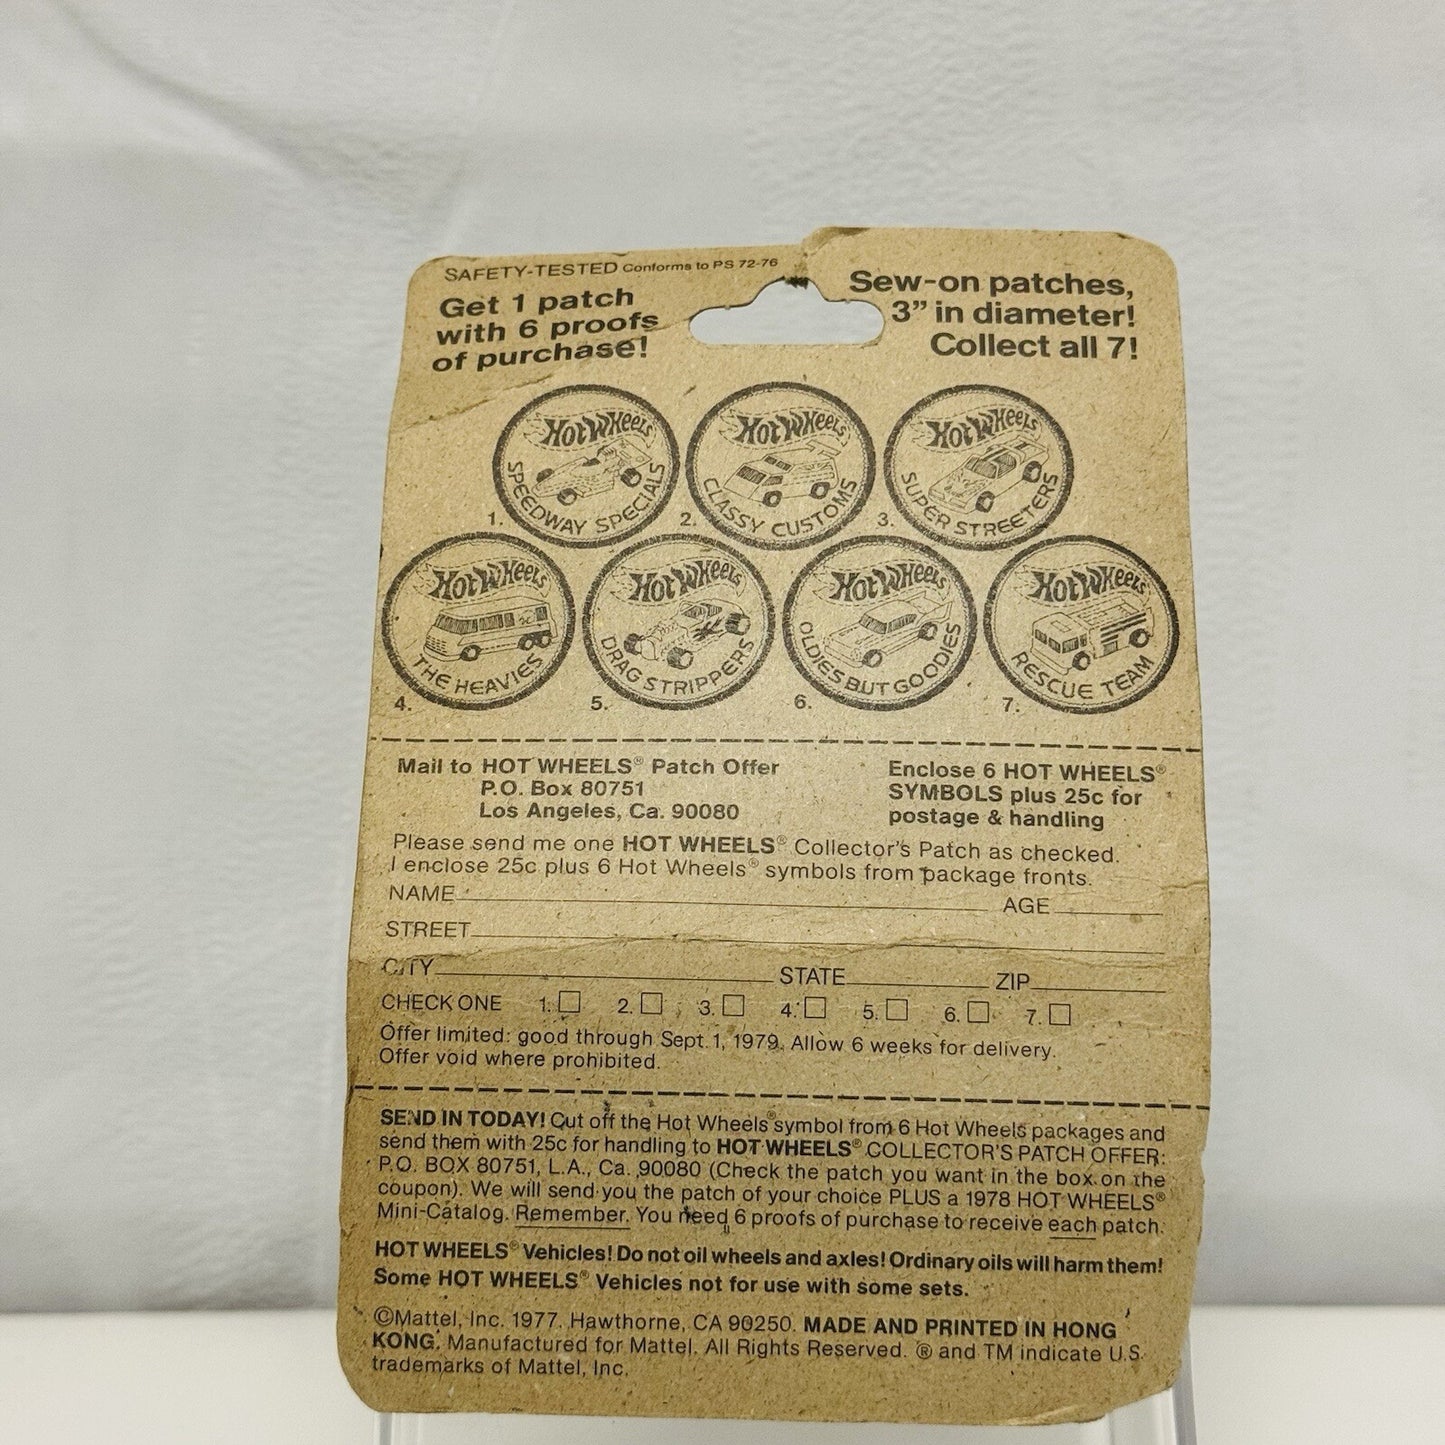 SAFETY-TESTED Conforms to PS 72-76
Get 1 patch
with 6 proofs
of purchase!
Sew-on patches,
3" in diameter!
Collect all 7!
1. HOT WHEELS SPEEDWAY SPECIALS
2. HOT WHEELS CLASSY CUSTOMS
3. HOT WHEELS SUPER STREETERS
4. HOT WHEELS THE HEAVIES
5. HOT WHEELS DRAG STRIPPERS
6. HOT WHEELS OLDIES BUT GOODIES
7. HOT WHEELS RESCUE TEAM
Mail to HOT WHEELS® Patch Offer
P.O. Box 80751
Los Angeles, Ca. 90080
Enclose 6 HOT WHEELS®
SYMBOLS plus 25c for
postage & handling
Please send me one HOT WHEELS® Collector's Patch as checked.
I enclose 25c plus 6 Hot Wheels® symbols from package fronts.
NAME AGE
STREET
CITY STATE ZIP
CHECK ONE 1. 2. 3. 4. 5. 6. 7.
Offer limited: good through Sept. 1, 1979. Allow 6 weeks for delivery.
Offer void where prohibited.
SEND IN TODAY! Cut off the Hot Wheels® symbol from 6 Hot Wheels packages and
send them with 25c for handling to HOT WHEELS® COLLECTOR'S PATCH OFFER:
P.O. BOX 80751, L.A., Ca. 90080 (Check the patch you want in the box on the
coupon). We will send you the patch of your choice PLUS a 1978 HOT WHEELS®
Mini-Catalog. Remember. You need 6 proofs of purchase to receive each patch.
HOT WHEELS® Vehicles! Do not oil wheels and axles! Ordinary oils will harm them!
Some HOT WHEELS® Vehicles not for use with some sets.
©Mattel, Inc. 1977. Hawthorne, CA 90250. MADE AND PRINTED IN HONG
KONG. Manufactured for Mattel. All Rights Reserved. ® and TM indicate U.S.
trademarks of Mattel, Inc.